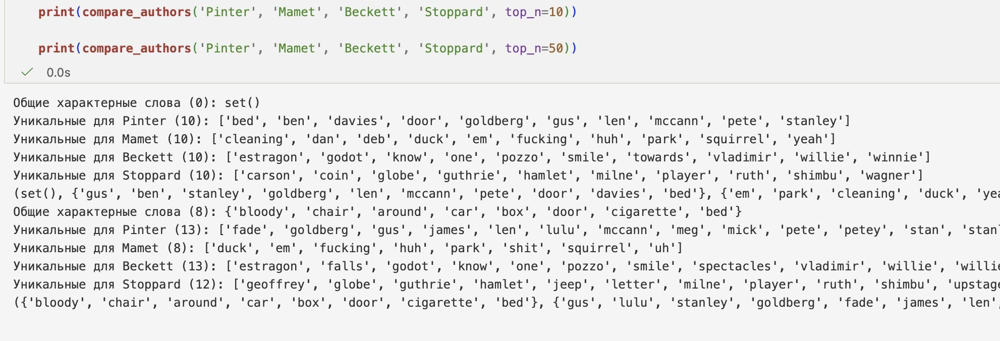 print(compare_authors('Pinter', 'Mamet', 'Beckett', 'Stoppard', top_n=10))
print(compare_authors('Pinter', 'Mamet', 'Beckett', 'Stoppard', top_n=50))
0.0s
Общие характерные слова (0): set()
Уникальные для Pinter (10): ['bed', 'ben', 'davies', 'door', 'goldberg', 'gus', 'len', 'mccann', 'pete', 'stanley']
Уникальные для Mamet (10): ['cleaning', 'dan', 'deb', 'duck', 'em', 'fucking', 'huh', 'park', 'squirrel', 'yeah']
Уникальные для Beckett (10): ['estragon', 'godot', 'know', 'one', 'pozzo', 'smile', 'towards', 'vladimir', 'willie', 'winnie']
Уникальные для Stoppard (10): ['carson', 'coin', 'globe', 'guthrie', 'hamlet', 'milne', 'player', 'ruth', 'shimbu', 'wagner']
(set(), {'gus', 'ben', 'stanley', 'goldberg', 'len', 'mccann', 'pete', 'door', 'davies', 'bed'}, {'em', 'park', 'cleaning', 'duck', 'yea
Общие характерные слова (8): {'bloody', 'chair', 'around', 'car', 'box', 'door', 'cigarette', 'bed'}
Уникальные для Pinter (13): ['fade', 'goldberg', 'gus', 'james', 'len', 'lulu', 'mccann', 'meg', 'mick', 'pete', 'petey', 'stan', 'stanl
Уникальные для Mamet (8): ['duck', 'em', 'fucking', 'huh', 'park', 'shit', 'squirrel', 'uh']
Уникальные для Beckett (13): ['estragon', 'falls', 'godot', 'know', 'one', 'pozzo', 'smile', 'spectacles', 'vladimir', 'willie', 'willie
Уникальные для Stoppard (12): ['geoffrey', 'globe', 'guthrie', 'hamlet', 'jeep', 'letter', 'milne', 'player', 'ruth', 'shimbu', 'upstage
({'bloody', 'chair', 'around', 'car', 'box', 'door', 'cigarette', 'bed'}, {'gus', 'lulu', 'stanley', 'goldberg', 'fade', 'james', 'len',